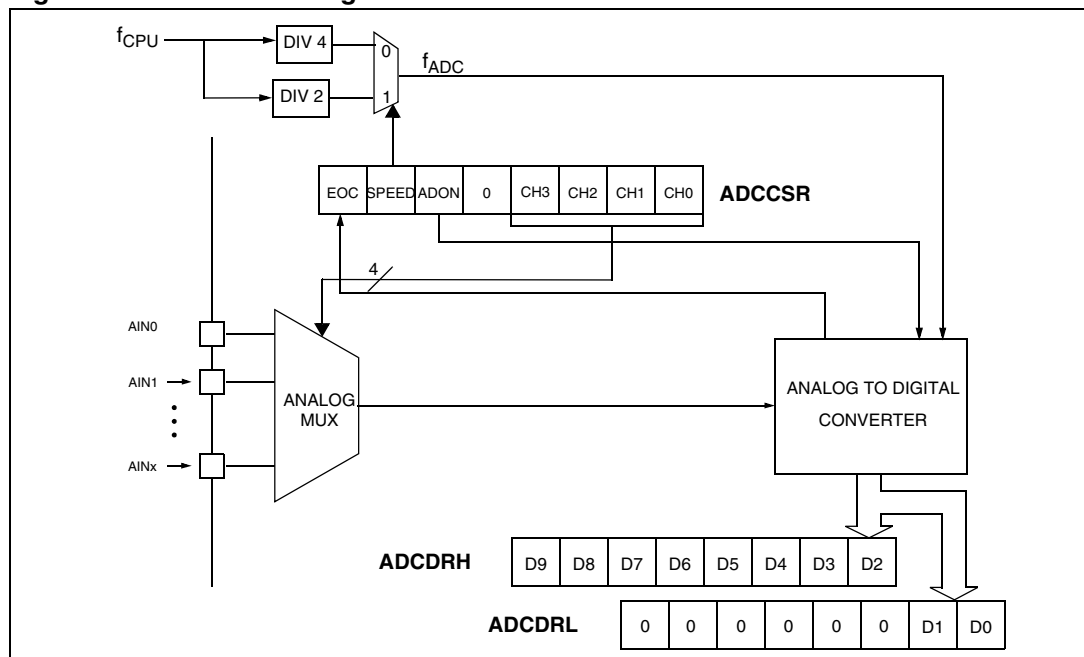 fCPU
DIV 4
0
fADC
DIV 2
1
EOC SPEED ADON 0 CH3 CH2 CH1 CH0 ADCCSR
4
AIN0
AIN1
ANALOG
MUX
ANALOG TO DIGITAL
CONVERTER
AINx
ADCDRH D9 D8 D7 D6 D5 D4 D3 D2
ADCDRL 0 0 0 0 0 0 D1 D0